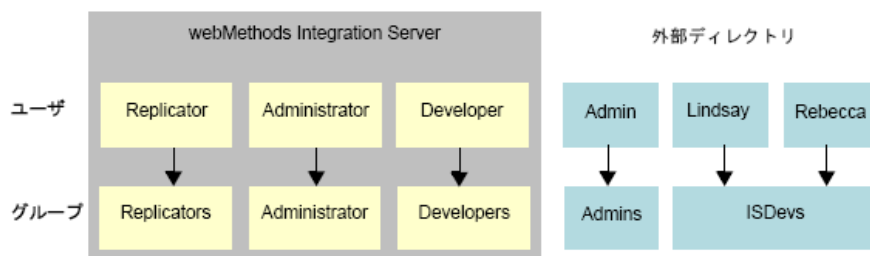 webMethods Integration Server
外部ディレクトリ
ユーザ
Replicator
Administrator
Developer
Admin
Lindsay
Rebecca
グループ
Replicators
Administrator
Developers
Admins
ISDevs